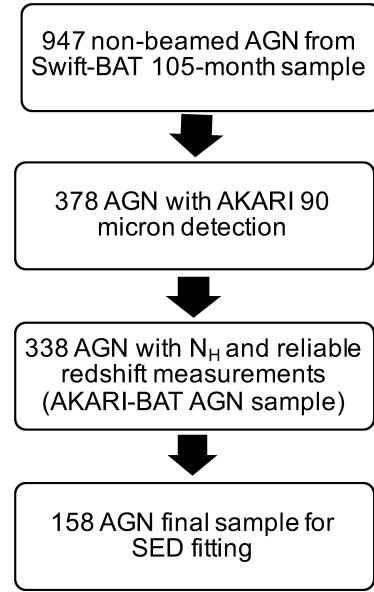 947 non-beamed AGN from
Swift-BAT 105-month sample
378 AGN with AKARI 90
micron detection
338 AGN with N_H and reliable
redshift measurements
(AKARI-BAT AGN sample)
158 AGN final sample for
SED fitting